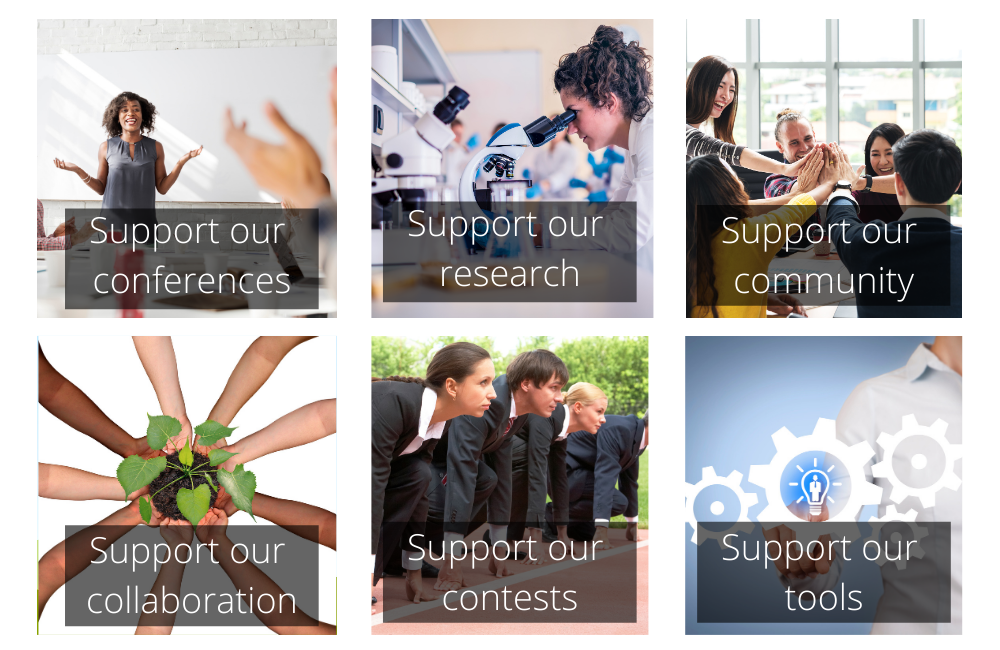 Support our
conferences
Support our
research
Support our
community
Support our
collaboration
Support our
contests
Support our
tools